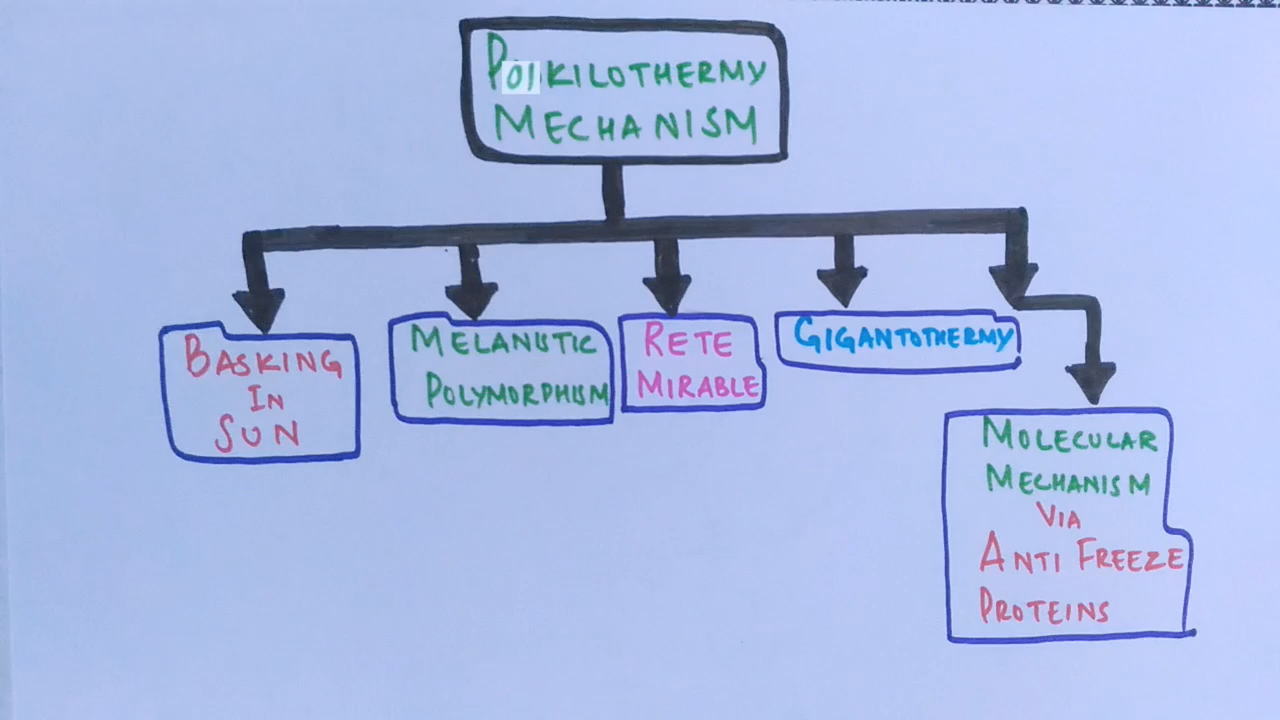 POIKILOTHERMY
MECHANISM
BASKING
IN
SUN
MELANISTIC
POLYMORPHISM
RETE
MIRABLE
GIGANTOTHERMY
MOLECULAR
MECHANISM
VIA
ANTI FREEZE
PROTEINS